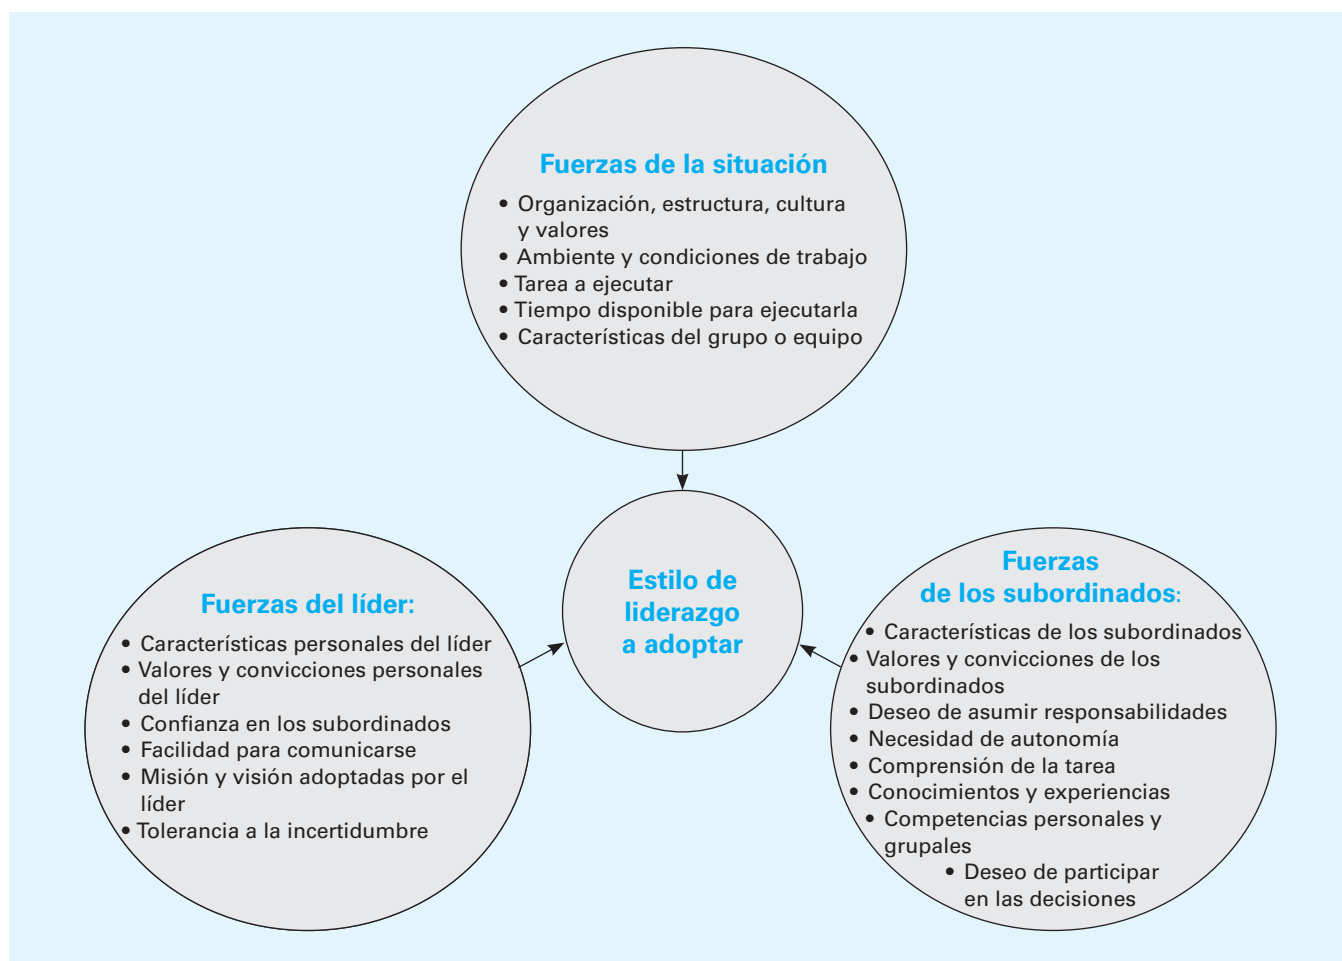 Fuerzas de la situación
• Organización, estructura, cultura
y valores
• Ambiente y condiciones de trabajo
• Tarea a ejecutar
• Tiempo disponible para ejecutarla
• Características del grupo o equipo
Estilo de
liderazgo
a adoptar
Fuerzas del líder:
• Características personales del líder
• Valores y convicciones personales
del líder
• Confianza en los subordinados
• Facilidad para comunicarse
• Misión y visión adoptadas por el
líder
• Tolerancia a la incertidumbre
Fuerzas
de los subordinados:
• Características de los subordinados
• Valores y convicciones de los
subordinados
• Deseo de asumir responsabilidades
• Necesidad de autonomía
• Comprensión de la tarea
• Conocimientos y experiencias
• Competencias personales y
grupales
• Deseo de participar
en las decisiones